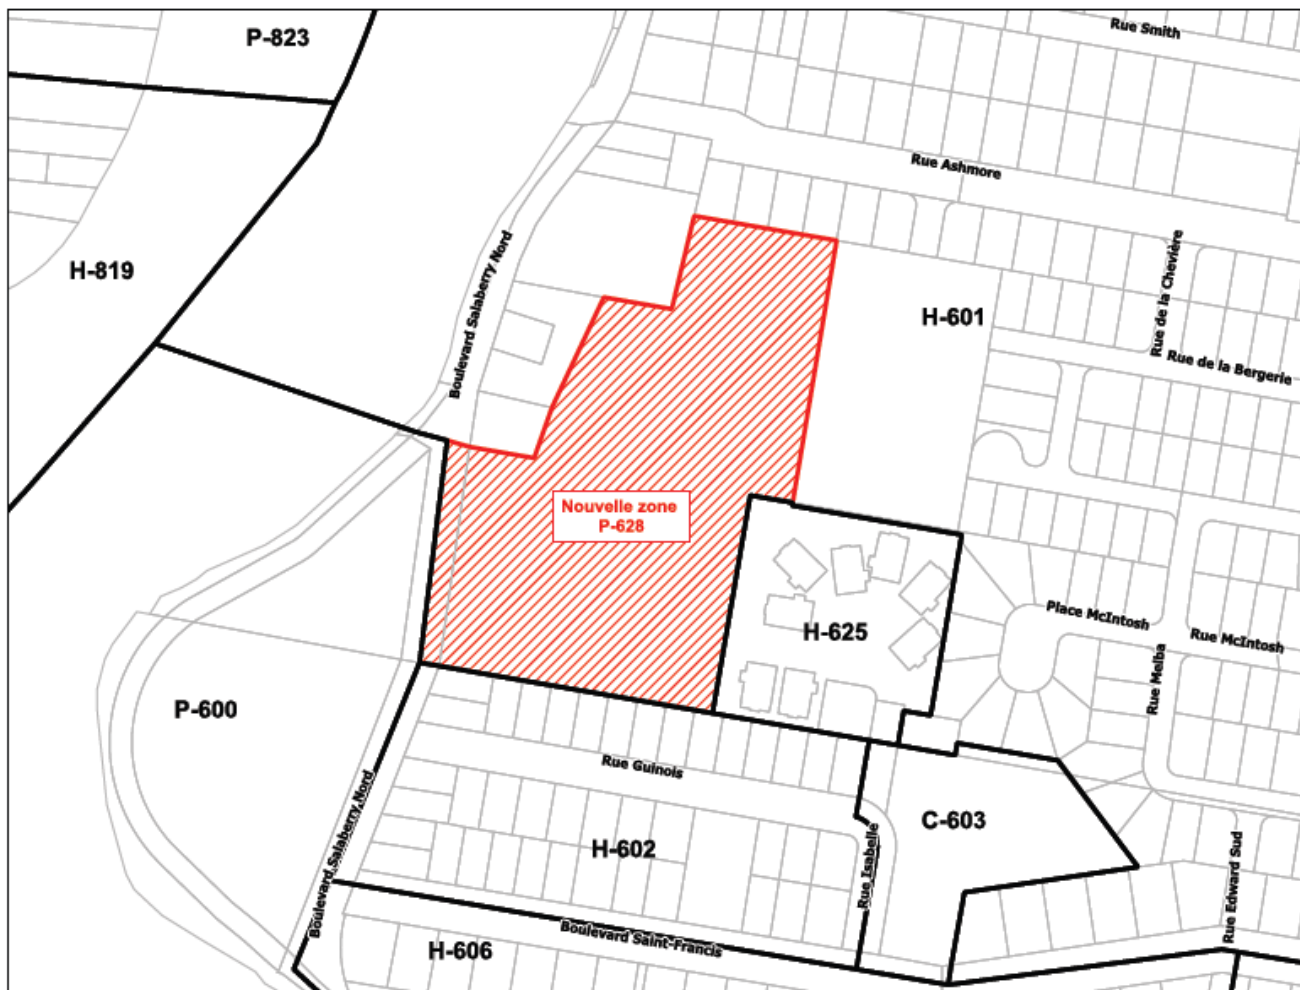 Rue Smith
P-823
Rue Ashmore
Boulevard Salaberry Nord
Rue de la Chevière
H-819
H-601
Rue de la Bergerie
Nouvelle zone
P-628
Place McIntosh
H-625
Rue McIntosh
Rue Melba
P-600
Rue Guinois
Boulevard Salaberry Nord
C-603
H-602
Rue Isabelle
Rue Edward Sud
Boulevard Saint-Francis
H-606